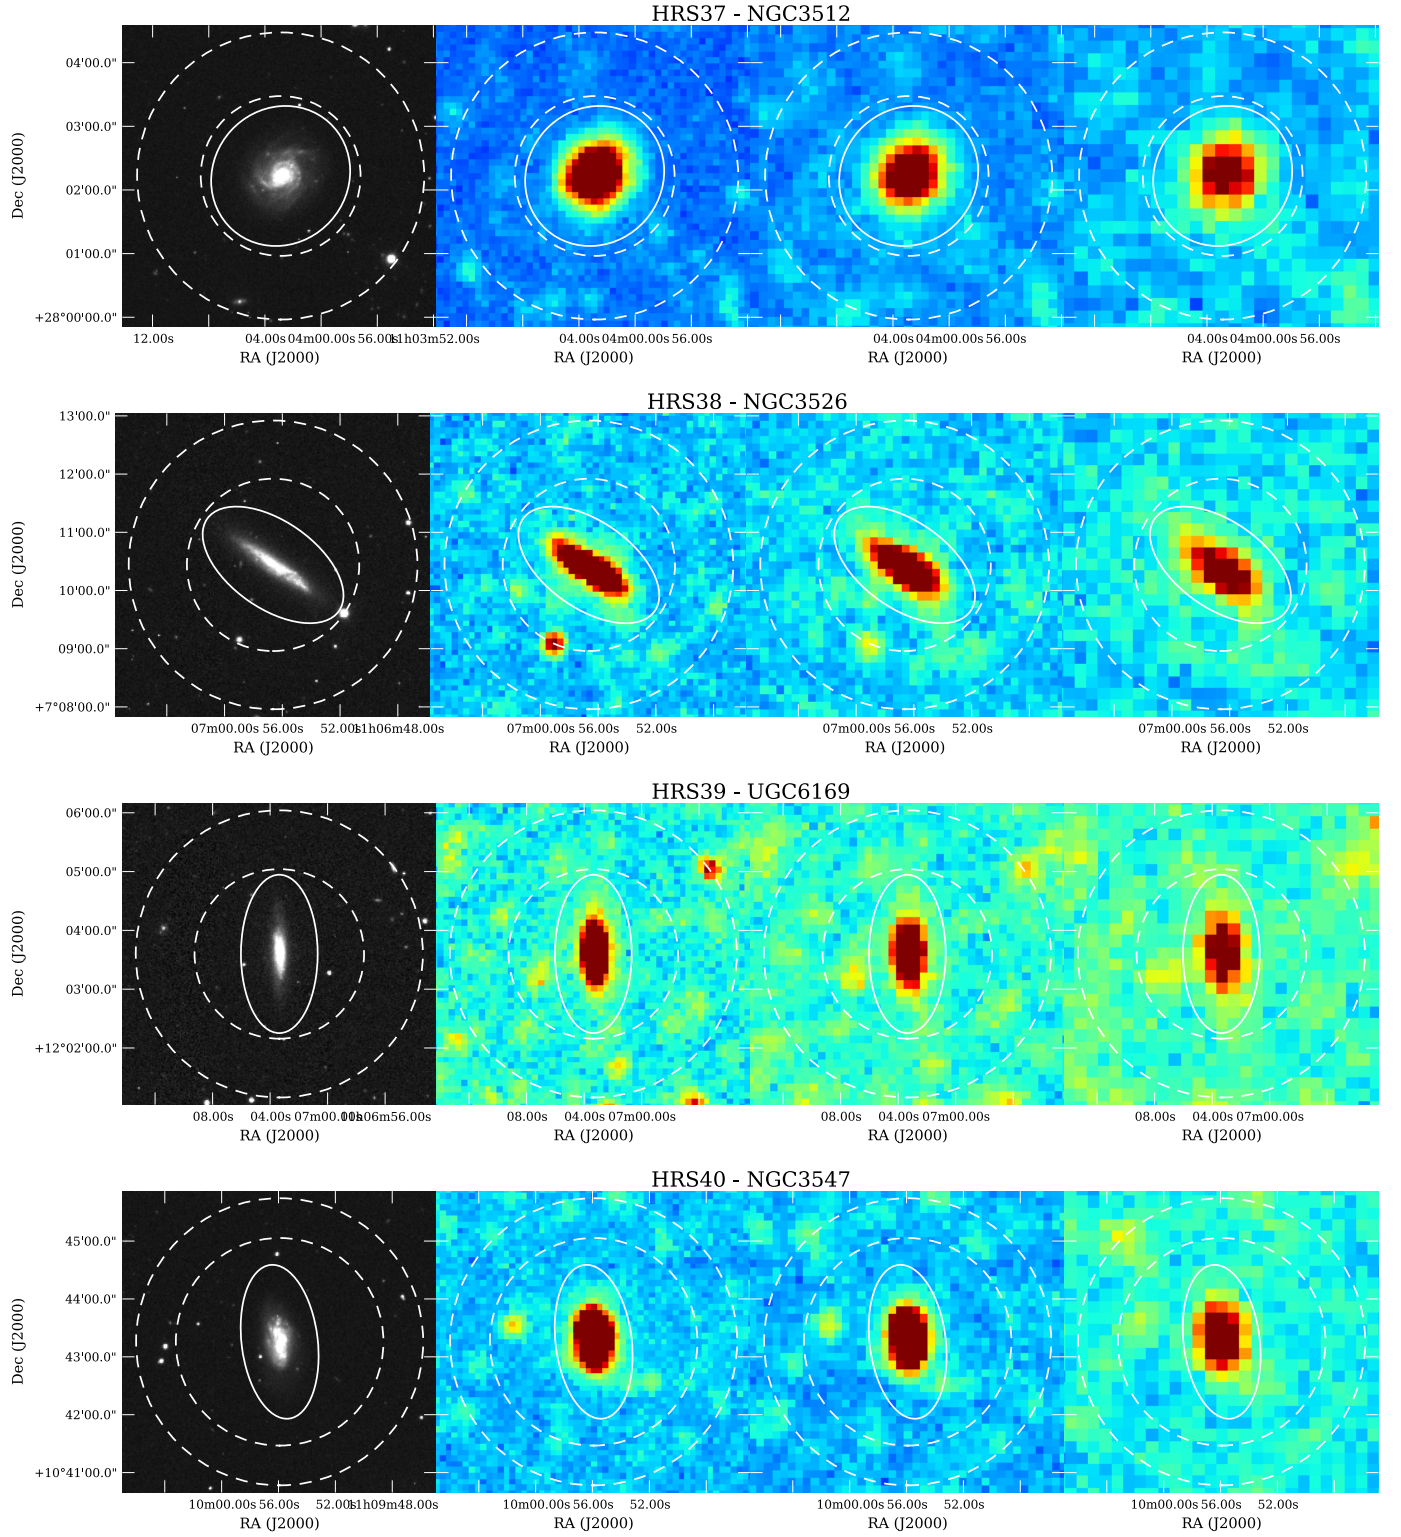 HRS37 - NGC3512
04'00.0"
03'00.0"
02'00.0"
01'00.0"
+28°00'00.0"
Dec (J2000)
12.00s 04.00s 04m00.00s 56.00s 11h03m52.00s 04.00s 04m00.00s 56.00s 04.00s 04m00.00s 56.00s 04.00s 04m00.00s 56.00s
RA (J2000) RA (J2000) RA (J2000) RA (J2000)
HRS38 - NGC3526
13'00.0"
12'00.0"
11'00.0"
10'00.0"
09'00.0"
+7°08'00.0"
Dec (J2000)
07m00.00s 56.00s 52.00s 11h06m48.00s 07m00.00s 56.00s 52.00s 07m00.00s 56.00s 52.00s 07m00.00s 56.00s 52.00s
RA (J2000) RA (J2000) RA (J2000) RA (J2000)
HRS39 - UGC6169
06'00.0"
05'00.0"
04'00.0"
03'00.0"
+12°02'00.0"
Dec (J2000)
08.00s 04.00s 07m00.00s 11h06m56.00s 08.00s 04.00s 07m00.00s 08.00s 04.00s 07m00.00s 08.00s 04.00s 07m00.00s
RA (J2000) RA (J2000) RA (J2000) RA (J2000)
HRS40 - NGC3547
45'00.0"
44'00.0"
43'00.0"
42'00.0"
+10°41'00.0"
Dec (J2000)
10m00.00s 56.00s 52.00s 11h09m48.00s 10m00.00s 56.00s 52.00s 10m00.00s 56.00s 52.00s 10m00.00s 56.00s 52.00s
RA (J2000) RA (J2000) RA (J2000) RA (J2000)